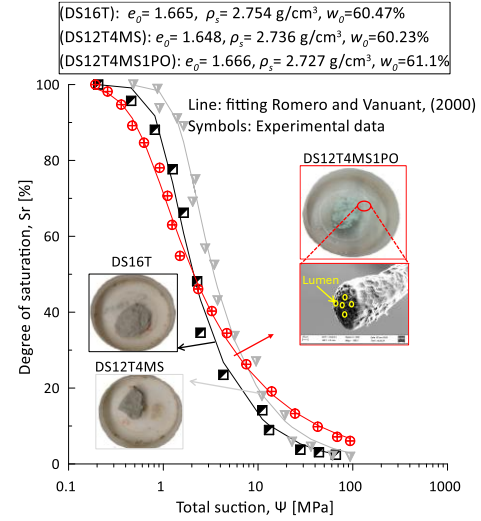 (DS16T): e0= 1.665, ρs = 2.754 g/cm³, w0=60.47%
(DS12T4MS): e0= 1.648, ρs = 2.736 g/cm³, w0=60.23%
(DS12T4MS1PO): e0= 1.666, ρs = 2.727 g/cm³, w0=61.1%
100
Line: fitting Romero and Vanuant, (2000)
Symbols: Experimental data
80
DS12T4MS1PO
60
DS16T
Lumen
40
DS12T4MS
20
0
Degree of saturation, Sr [%]
0.1
1
10
100
1000
Total suction, Ψ [MPa]